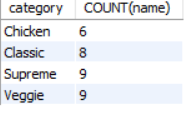 category COUNT(name)
Chicken 6
Classic 8
Supreme 9
Veggie 9